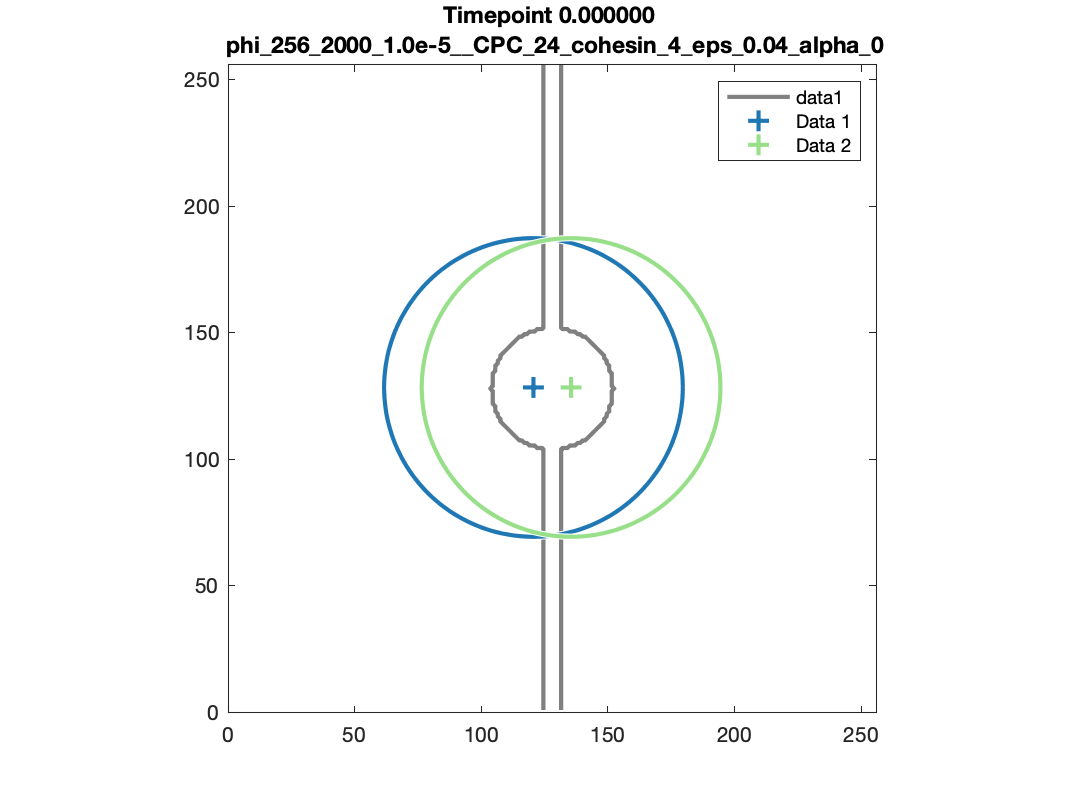 Timepoint 0.000000
phi_256_2000_1.0e-5__CPC_24_cohesin_4_eps_0.04_alpha_0
data1
Data 1
Data 2
250
200
150
100
50
0
0 50 100 150 200 250